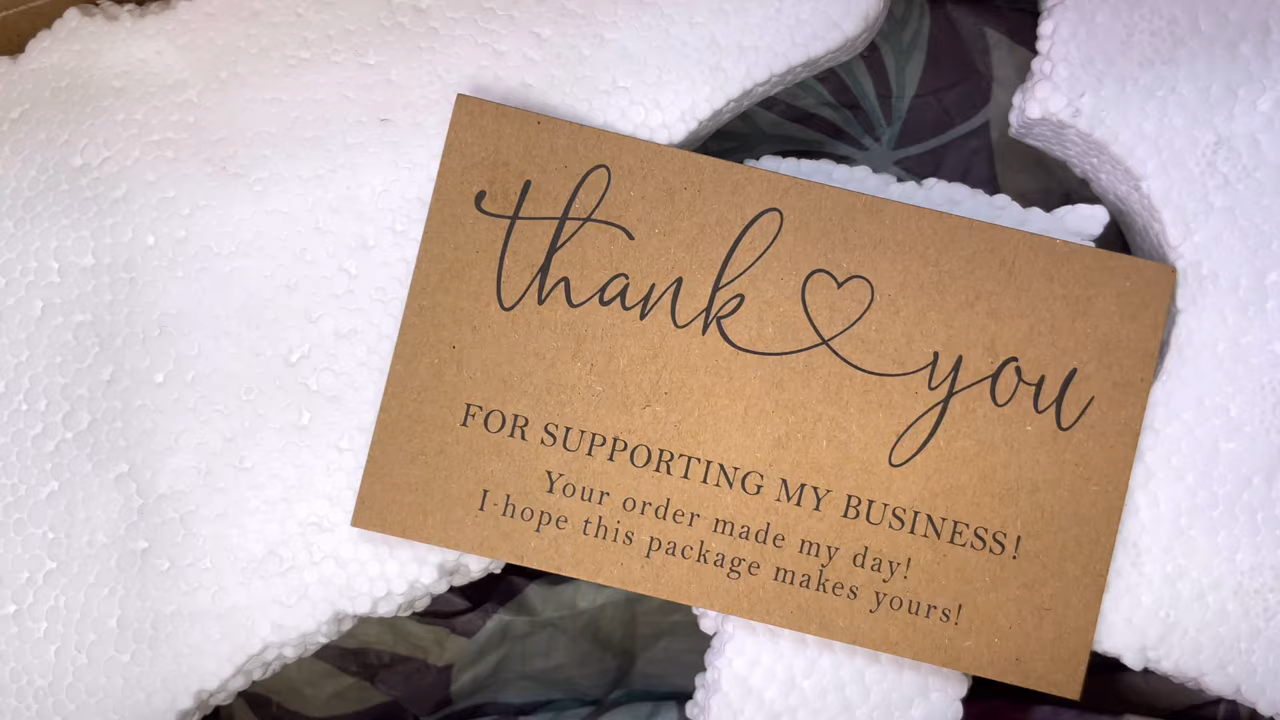 thank you
FOR SUPPORTING MY BUSINESS!
Your order made my day!
I hope this package makes yours!